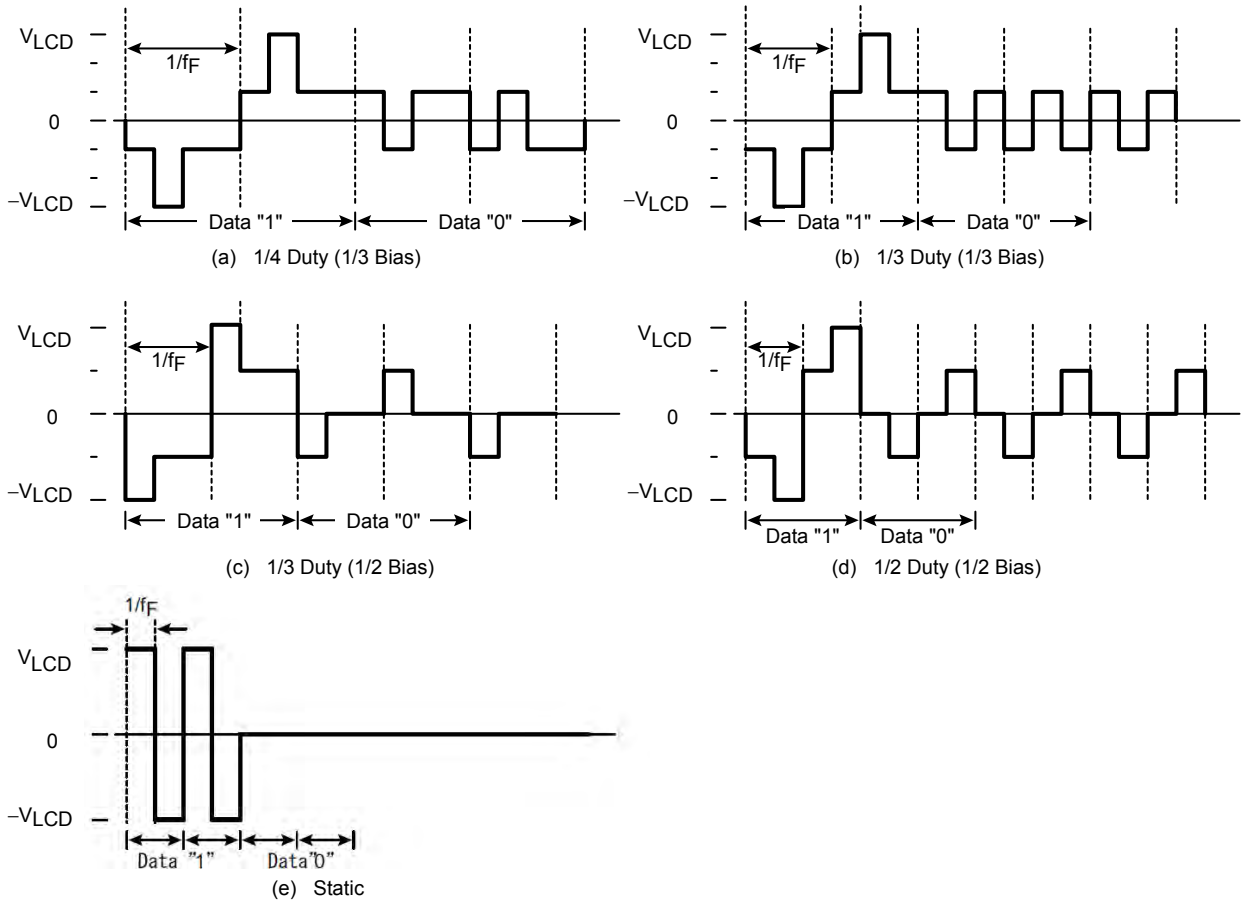 VLCD
1/fF
0
−VLCD
Data "1"
Data "0"
(a) 1/4 Duty (1/3 Bias)
VLCD
1/fF
0
−VLCD
Data "1"
Data "0"
(b) 1/3 Duty (1/3 Bias)
VLCD
1/fF
0
−VLCD
Data "1"
Data "0"
(c) 1/3 Duty (1/2 Bias)
VLCD
1/fF
0
−VLCD
Data "1"
Data "0"
(d) 1/2 Duty (1/2 Bias)
1/fF
VLCD
0
−VLCD
Data "1"
Data"0"
(e) Static